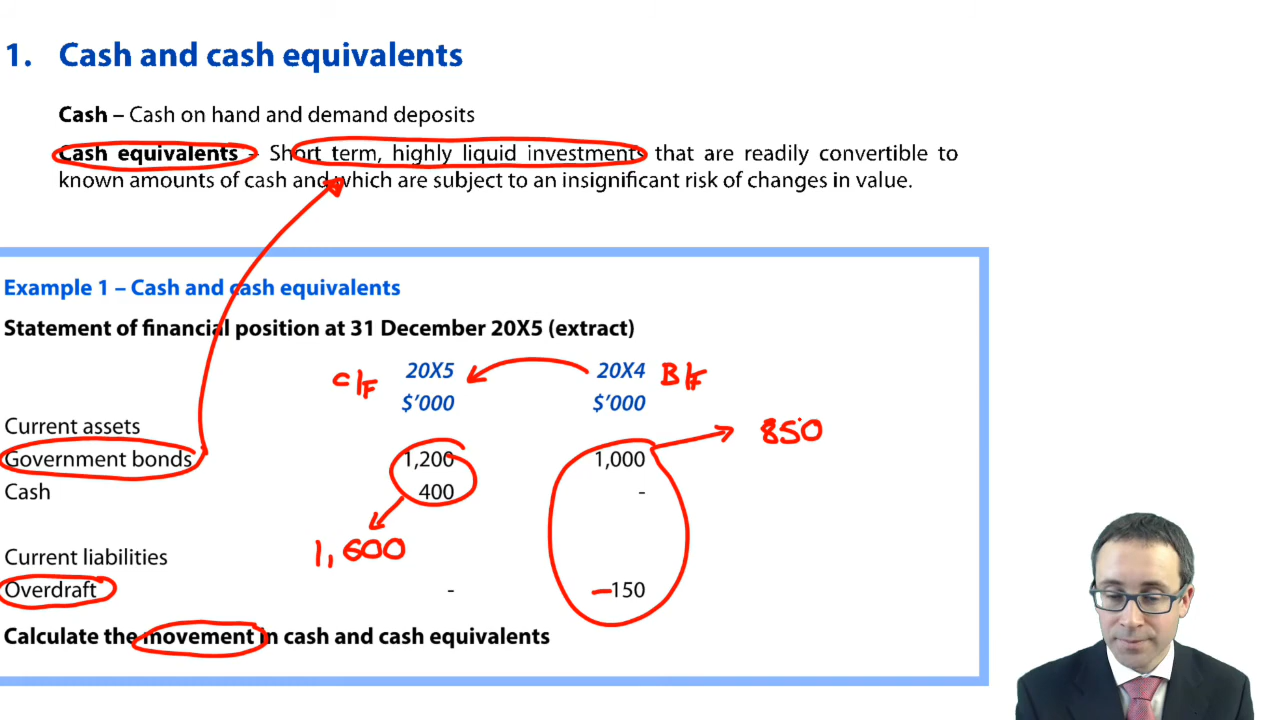 1. Cash and cash equivalents
Cash – Cash on hand and demand deposits
Cash equivalents – Short term, highly liquid investments that are readily convertible to
known amounts of cash and which are subject to an insignificant risk of changes in value.
Example 1 – Cash and cash equivalents
Statement of financial position at 31 December 20X5 (extract)
C/F 20X5 20X4 B/F
$’000 $’000
Current assets
850
Government bonds 1,200 1,000
Cash 400 -
1,600
Current liabilities
Overdraft - –150
Calculate the movement in cash and cash equivalents